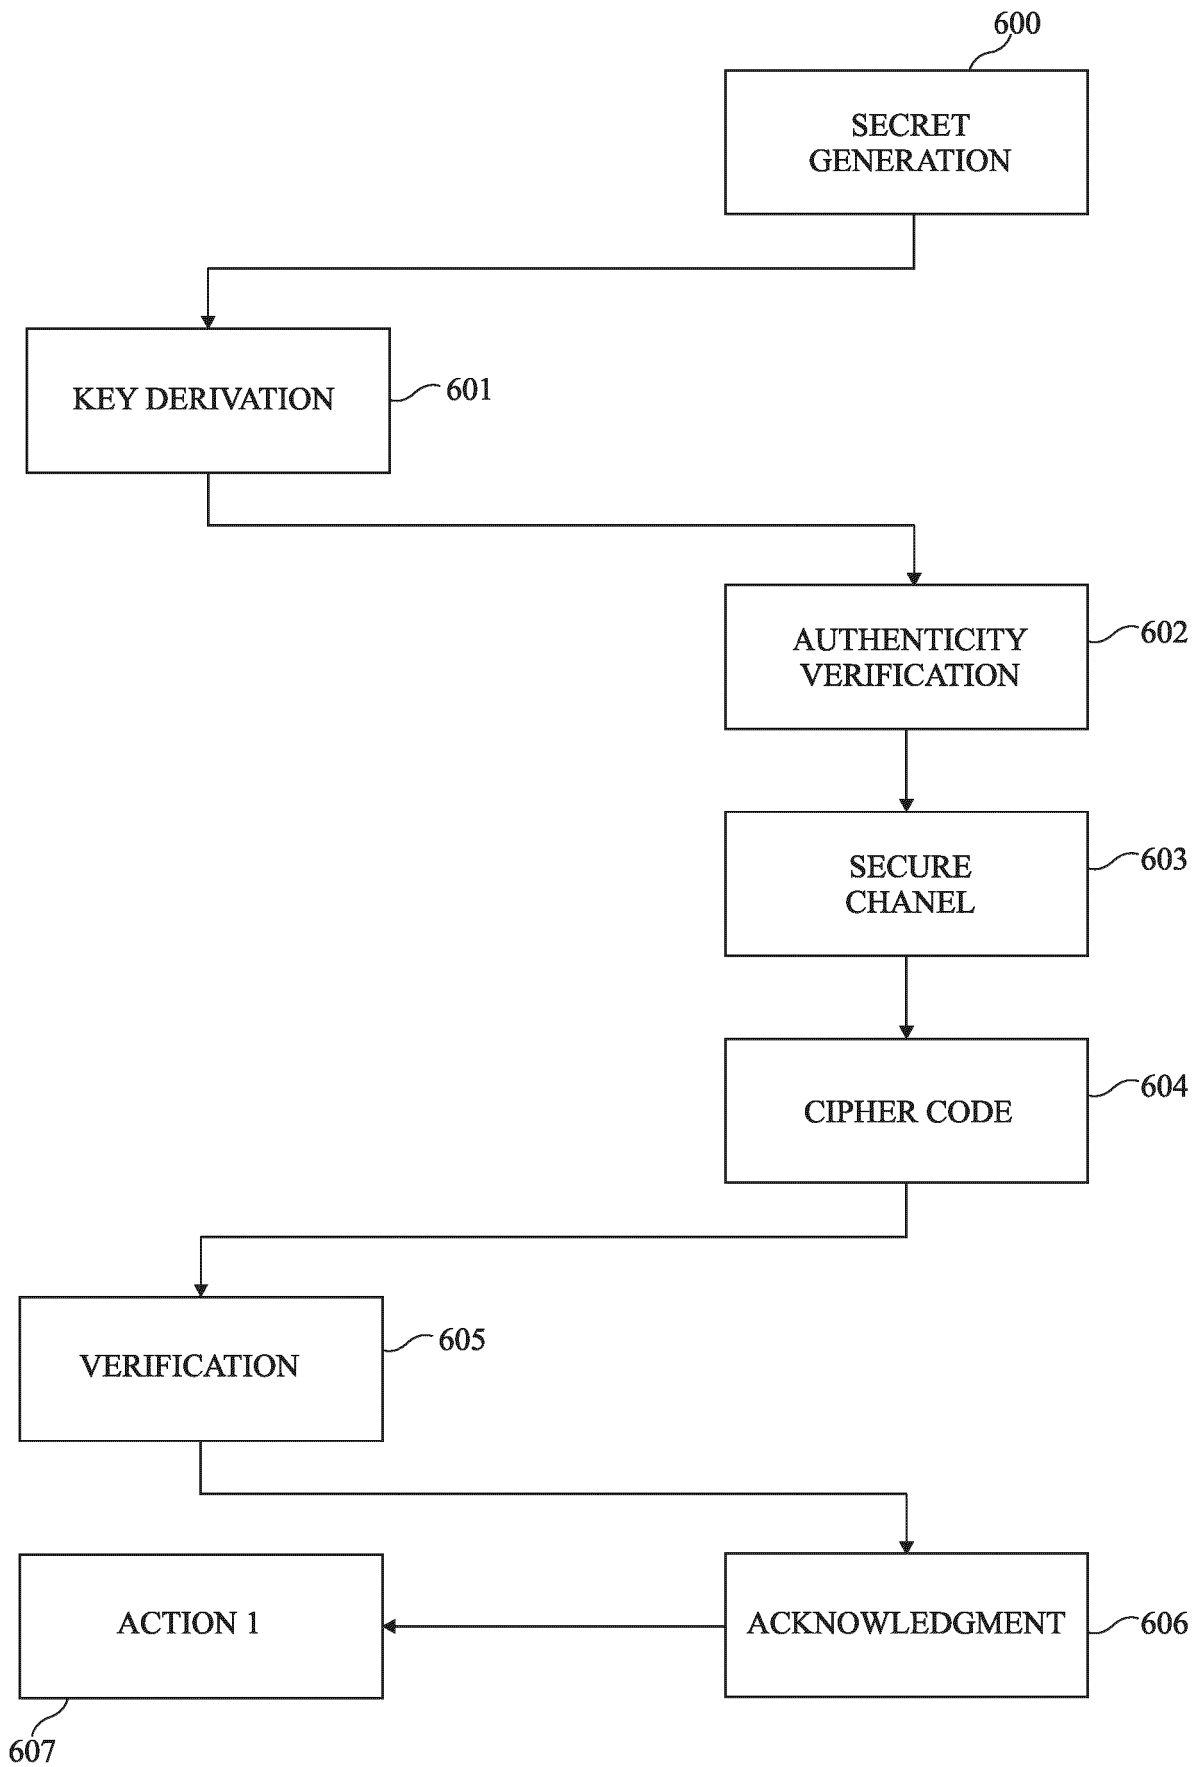 600
SECRET
GENERATION
KEY DERIVATION
601
AUTHENTICITY
VERIFICATION
602
SECURE
CHANEL
603
CIPHER CODE
604
VERIFICATION
605
ACTION 1
ACKNOWLEDGMENT
606
607